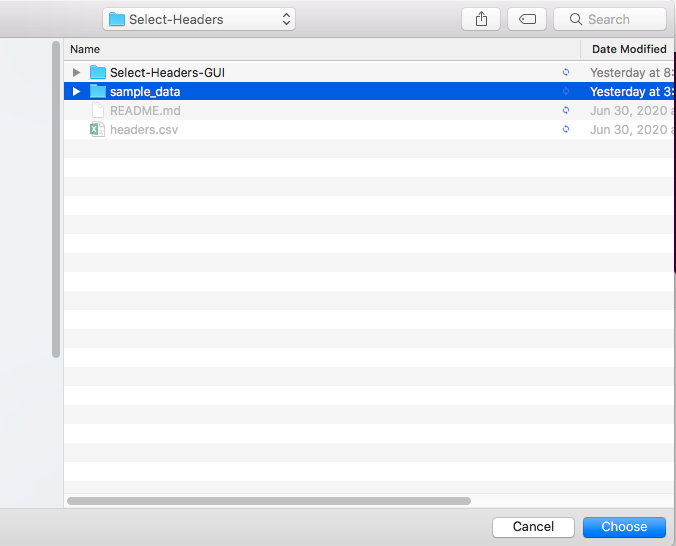 Select-Headers
Search
Name Date Modified
Select-Headers-GUI Yesterday at 8:
sample_data Yesterday at 3:
README.md Jun 30, 2020 a
headers.csv Jun 30, 2020 a
Cancel Choose